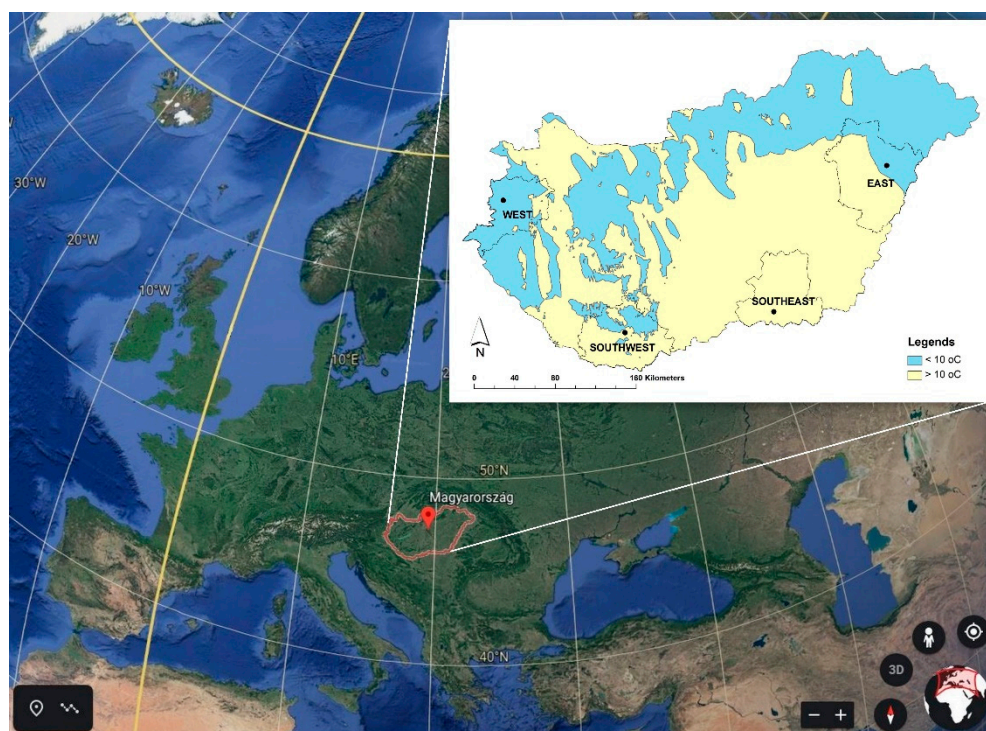 30°W
20°W
10°W
10°E
2
50°N
Magyarország
40°N
3D
WEST
EAST
SOUTHEAST
SOUTHWEST
N
0 40 80 160 Kilometers
Legends
< 10 oC
> 10 oC